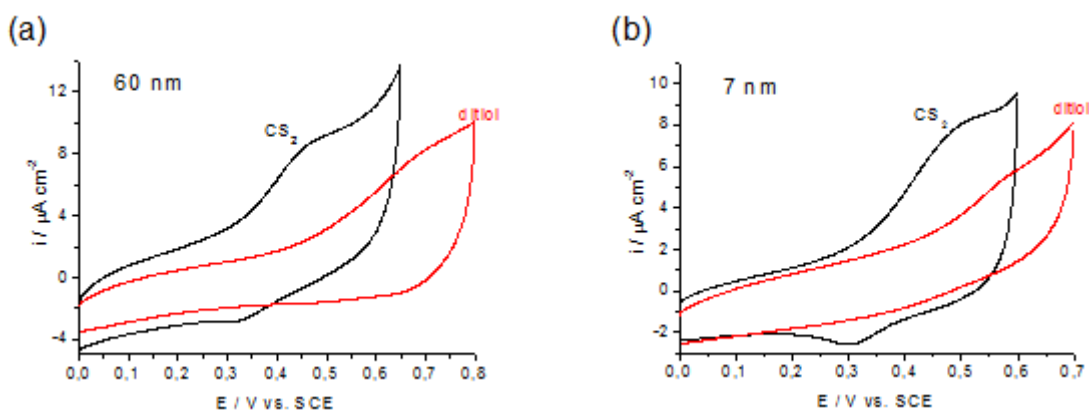 (a)
60 nm
CS2
ditiol
i / µA cm-2
12
8
4
0
-4
0,0 0,1 0,2 0,3 0,4 0,5 0,6 0,7 0,8
E / V vs. SCE
(b)
7 nm
CS2
ditiol
i / µA cm-2
10
8
6
4
2
0
-2
0,0 0,1 0,2 0,3 0,4 0,5 0,6 0,7
E / V vs. SCE